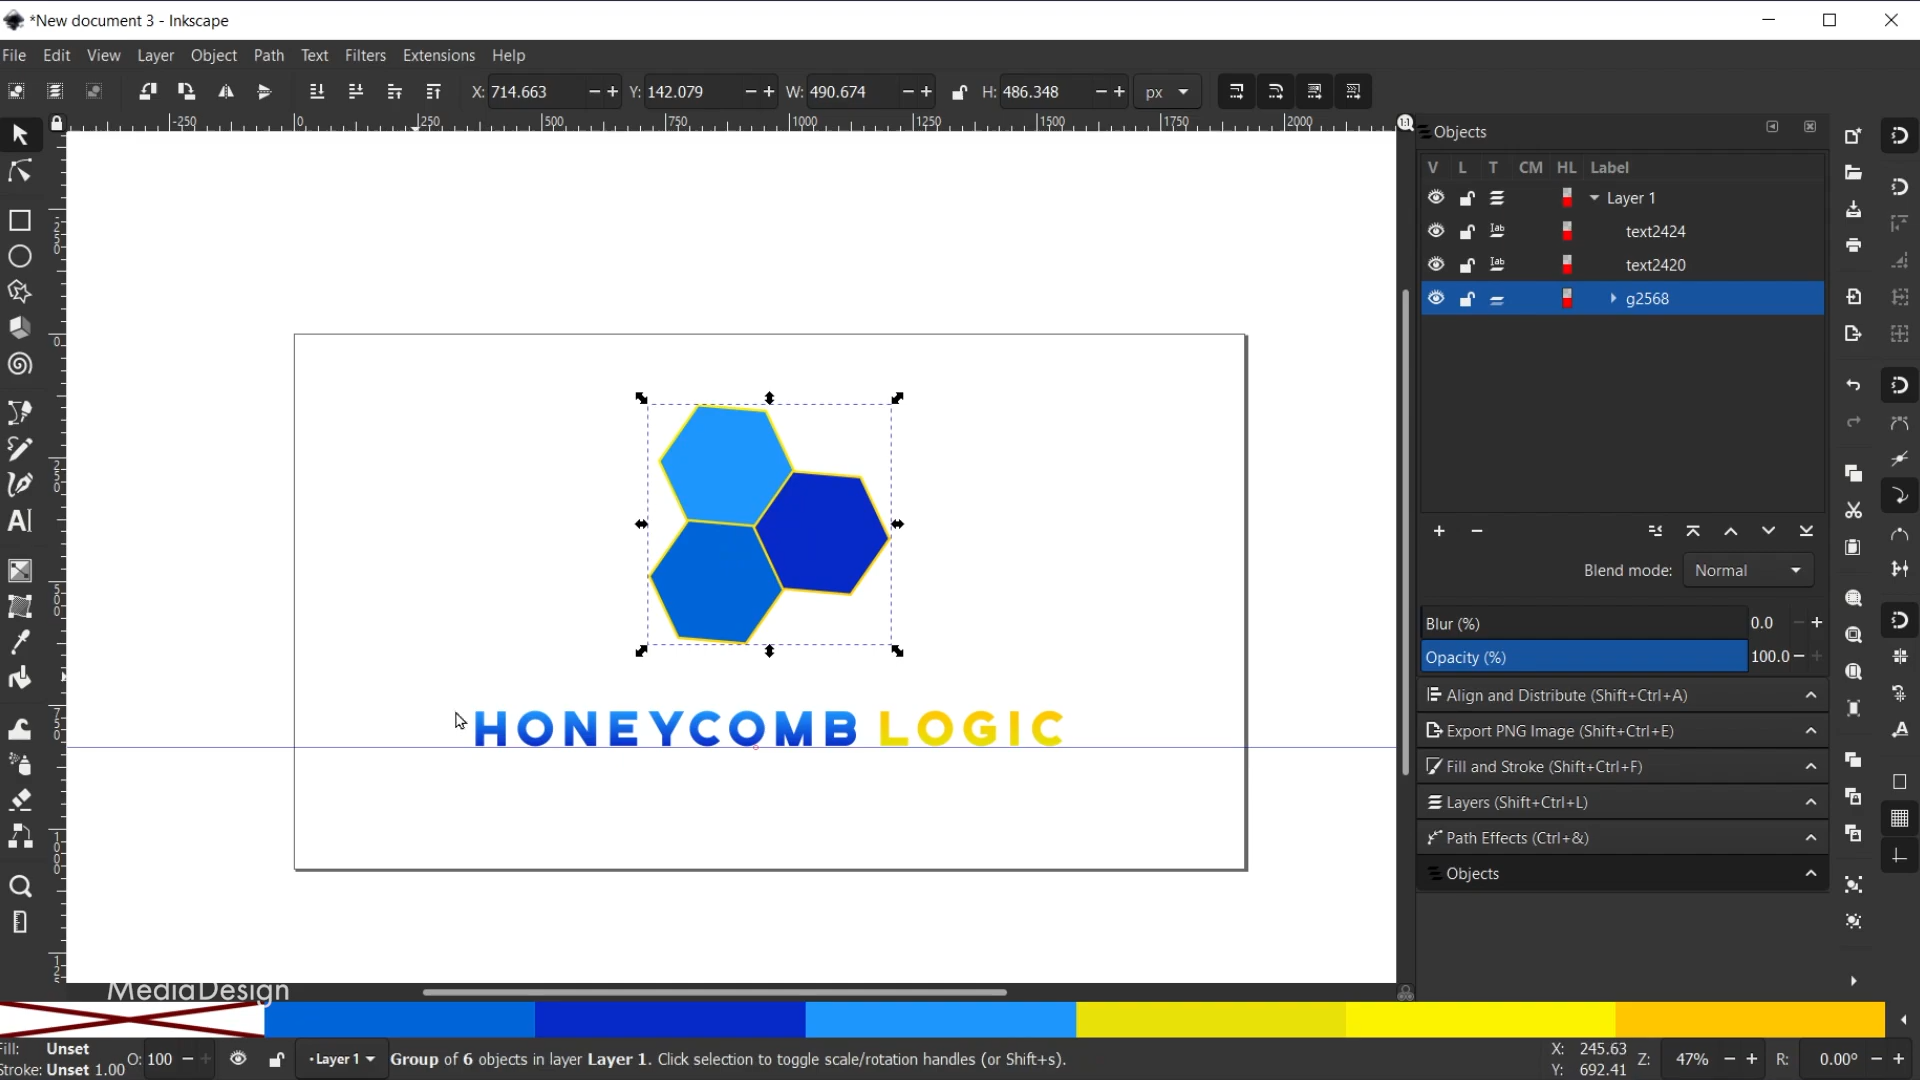 *New document 3 - Inkscape
File Edit View Layer Object Path Text Filters Extensions Help
X: 714.663 Y: 142.079 W: 490.674 H: 486.348 px
-250 0 250 500 750 1000 1250 1500 1750 2000
1:1
Objects
V L T CM HL Label
Layer 1
text2424
text2420
g2568
Blend mode: Normal
Blur (%) 0.0
Opacity (%) 100.0
Align and Distribute (Shift+Ctrl+A)
Export PNG Image (Shift+Ctrl+E)
Fill and Stroke (Shift+Ctrl+F)
Layers (Shift+Ctrl+L)
Path Effects (Ctrl+&)
Objects
HONEYCOMB LOGIC
MediaDesign
Fill: Unset
Stroke: Unset 1.00
O: 100
•Layer 1
Group of 6 objects in layer Layer 1. Click selection to toggle scale/rotation handles (or Shift+s).
X: 245.63
Y: 692.41
Z: 47%
R: 0.00°